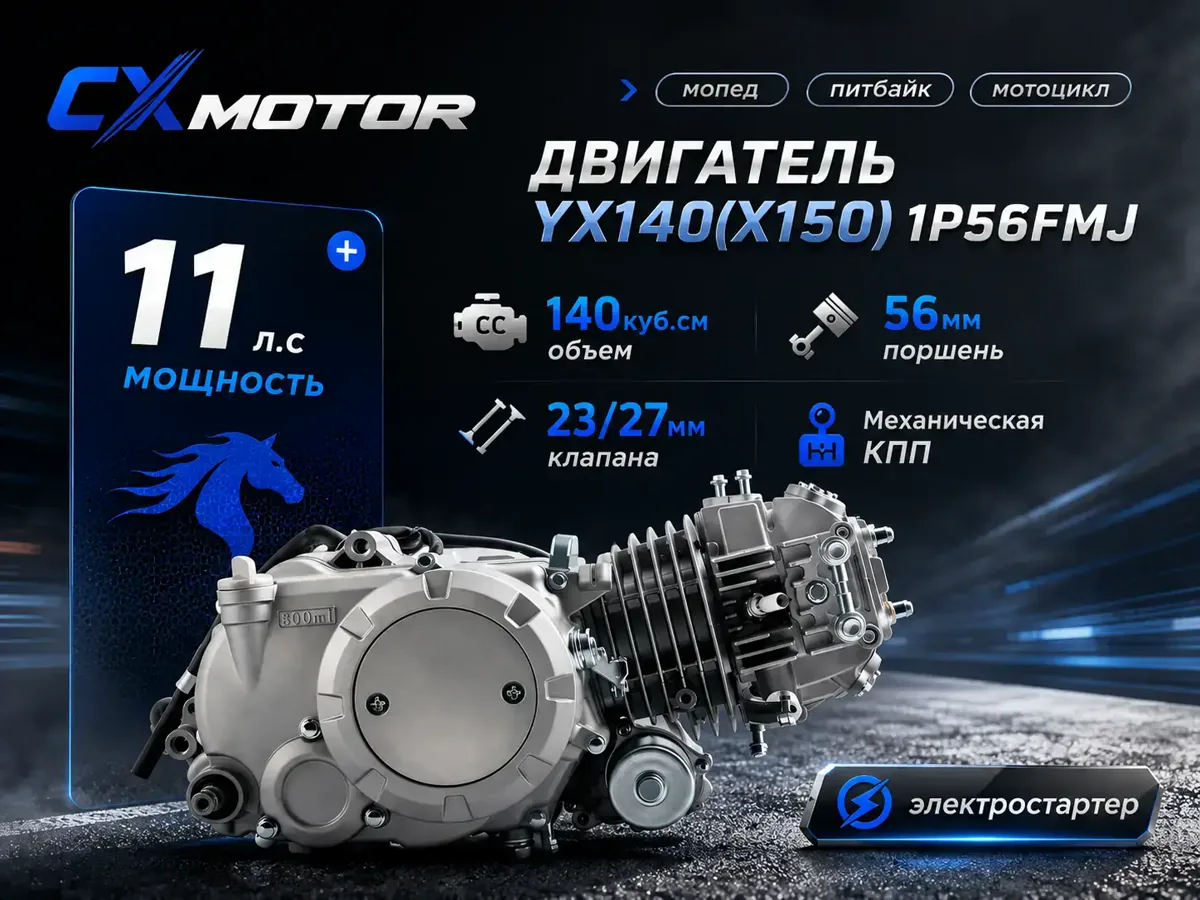 CXMOTOR
мопед питбайк мотоцикл
ДВИГАТЕЛЬ
YX140(X150) 1P56FMJ
11 л.с
МОЩНОСТЬ
CC
140куб.см
объем
56мм
поршень
23/27мм
клапана
Механическая
КПП
800ml
электростартер